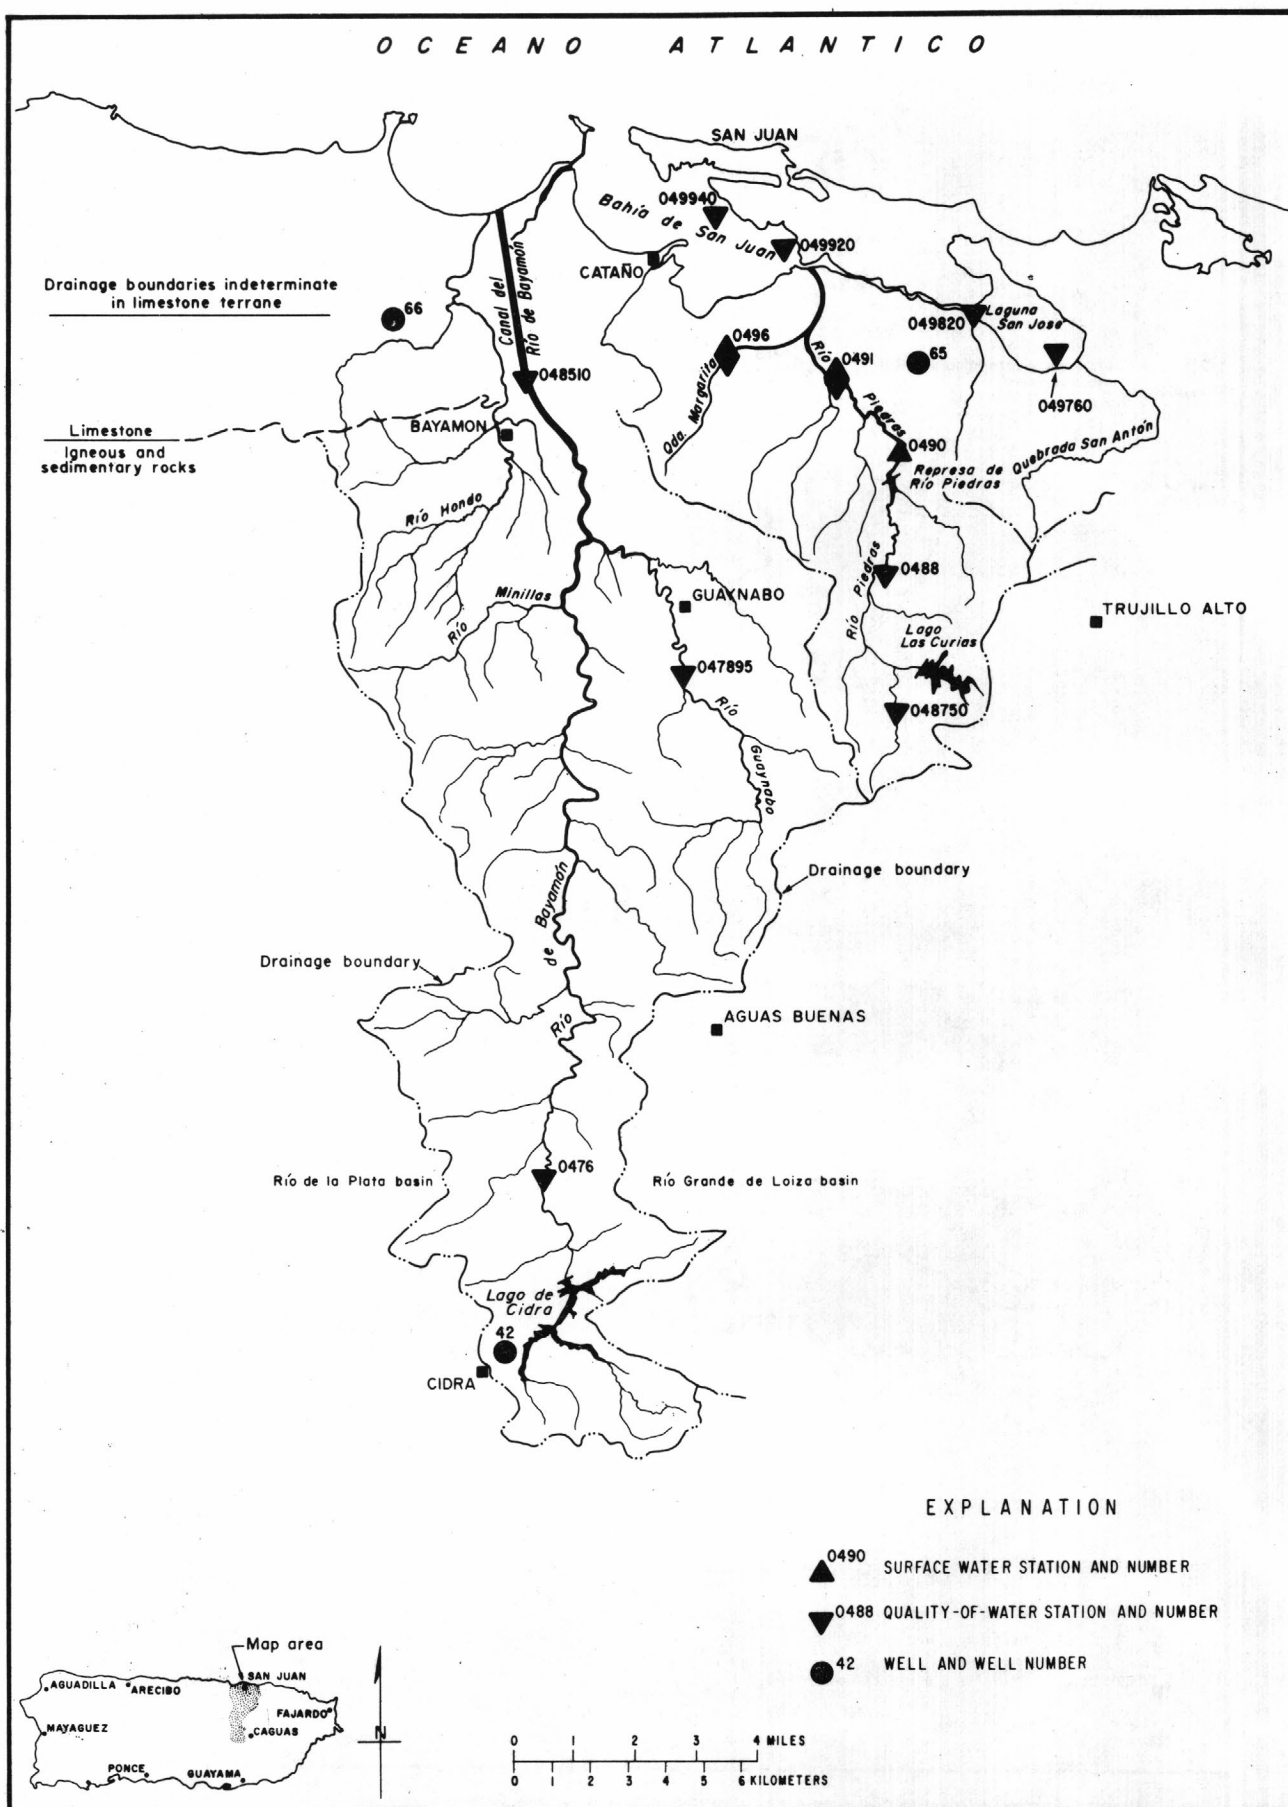 OCEANO ATLANTICO
SAN JUAN
049940
Bahía de San Juan
049920
CATAÑO
Drainage boundaries indeterminate
in limestone terrane
66
Canal del
Río de Bayamón
049820
Laguna
San José
0496
65
Río
0491
048510
Qda. Margarita
Piedras
049760
Limestone
Igneous and
sedimentary rocks
BAYAMON
0490
Quebrada San Antón
Represa de
Río Piedras
Río Hondo
0488
Río Piedras
Río Minillas
GUAYNABO
TRUJILLO ALTO
Lago
Las Curias
047895
048750
Río Guaynabo
Drainage boundary
Río de Bayamón
Drainage boundary
AGUAS BUENAS
0476
Río de la Plata basin
Río Grande de Loiza basin
Lago de
Cidra
42
CIDRA
EXPLANATION
0490 SURFACE WATER STATION AND NUMBER
0488 QUALITY-OF-WATER STATION AND NUMBER
42 WELL AND WELL NUMBER
Map area
SAN JUAN
AGUADILLA
ARECIBO
FAJARDO
MAYAGUEZ
CAGUAS
PONCE
GUAYAMA
N
0 1 2 3 4 MILES
0 1 2 3 4 5 6 KILOMETERS